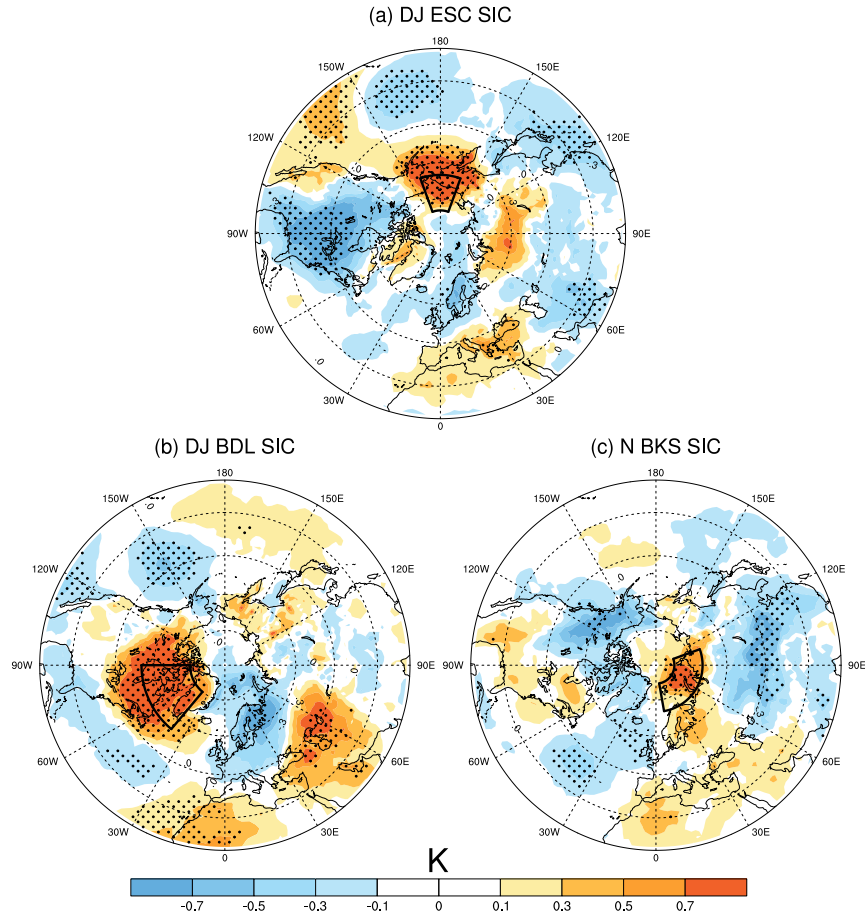 (a) DJ ESC SIC
180
150W 150E
120W 120E
90W 90E
60W 60E
30W 30E
0
(b) DJ BDL SIC (c) N BKS SIC
180 180
150W 150E 150W 150E
120W 120E 120W 120E
90W 90E 90W 90E
60W 60E 60W 60E
30W 30E 30W 30E
0 0
K
-0.7 -0.5 -0.3 -0.1 0 0.1 0.3 0.5 0.7